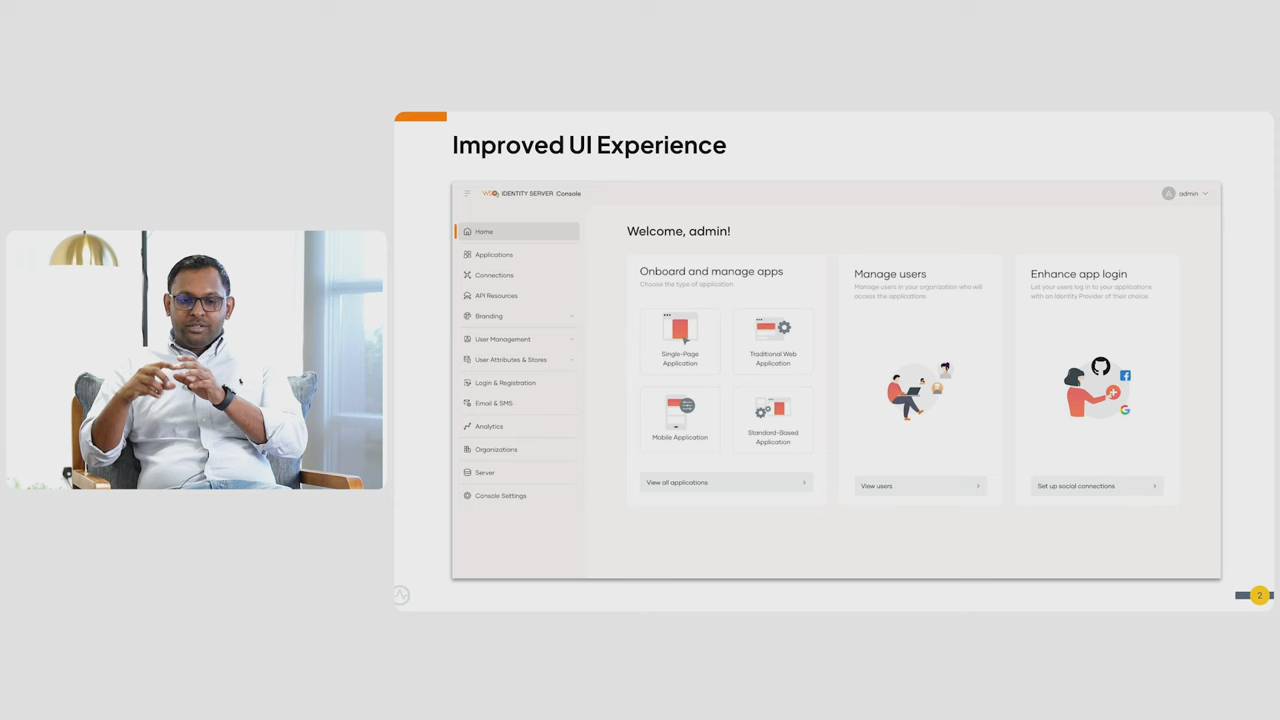 Improved UI Experience
WSO2 IDENTITY SERVER Console
A admin
Home
Applications
Connections
API Resources
Branding
User Management
User Attributes & Stores
Login & Registration
Email & SMS
Analytics
Organizations
Server
Console Settings
Welcome, admin!
Onboard and manage apps
Choose the type of application
Single-Page
Application
Traditional Web
Application
Mobile Application
Standard-Based
Application
View all applications
Manage users
Manage users in your organization who will
access the applications
View users
Enhance app login
Let your users log in to your applications
with an Identity Provider of their choice.
Set up social connections
2